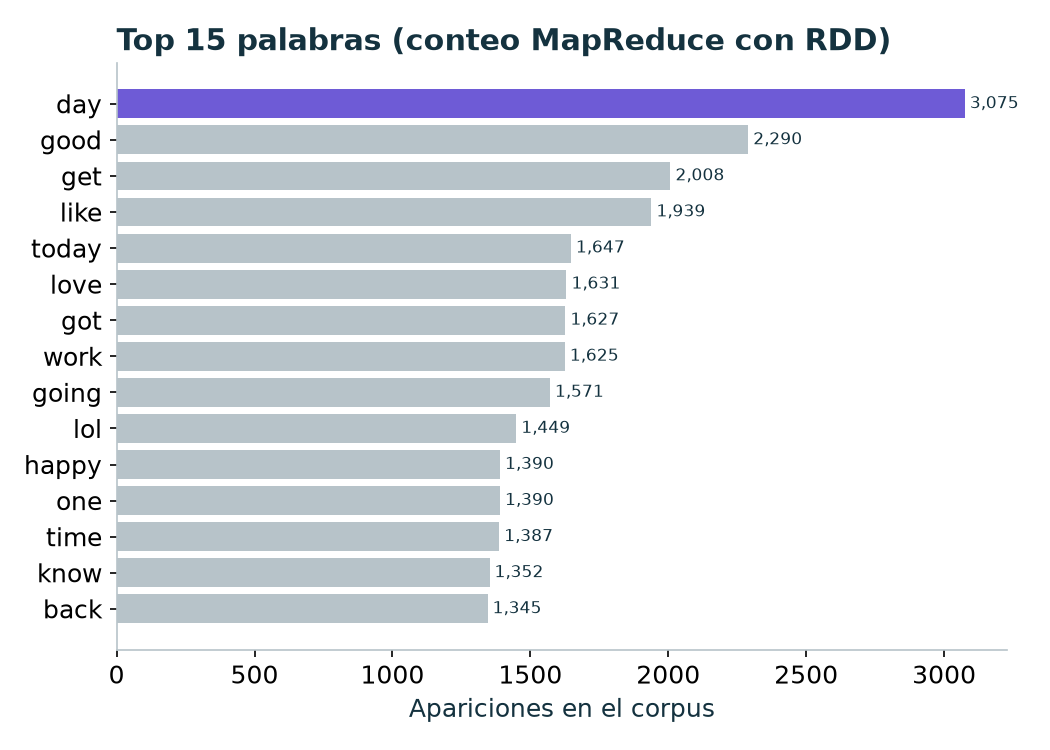 Top 15 palabras (conteo MapReduce con RDD)
day 3,075
good 2,290
get 2,008
like 1,939
today 1,647
love 1,631
got 1,627
work 1,625
going 1,571
lol 1,449
happy 1,390
one 1,390
time 1,387
know 1,352
back 1,345
0 500 1000 1500 2000 2500 3000
Apariciones en el corpus